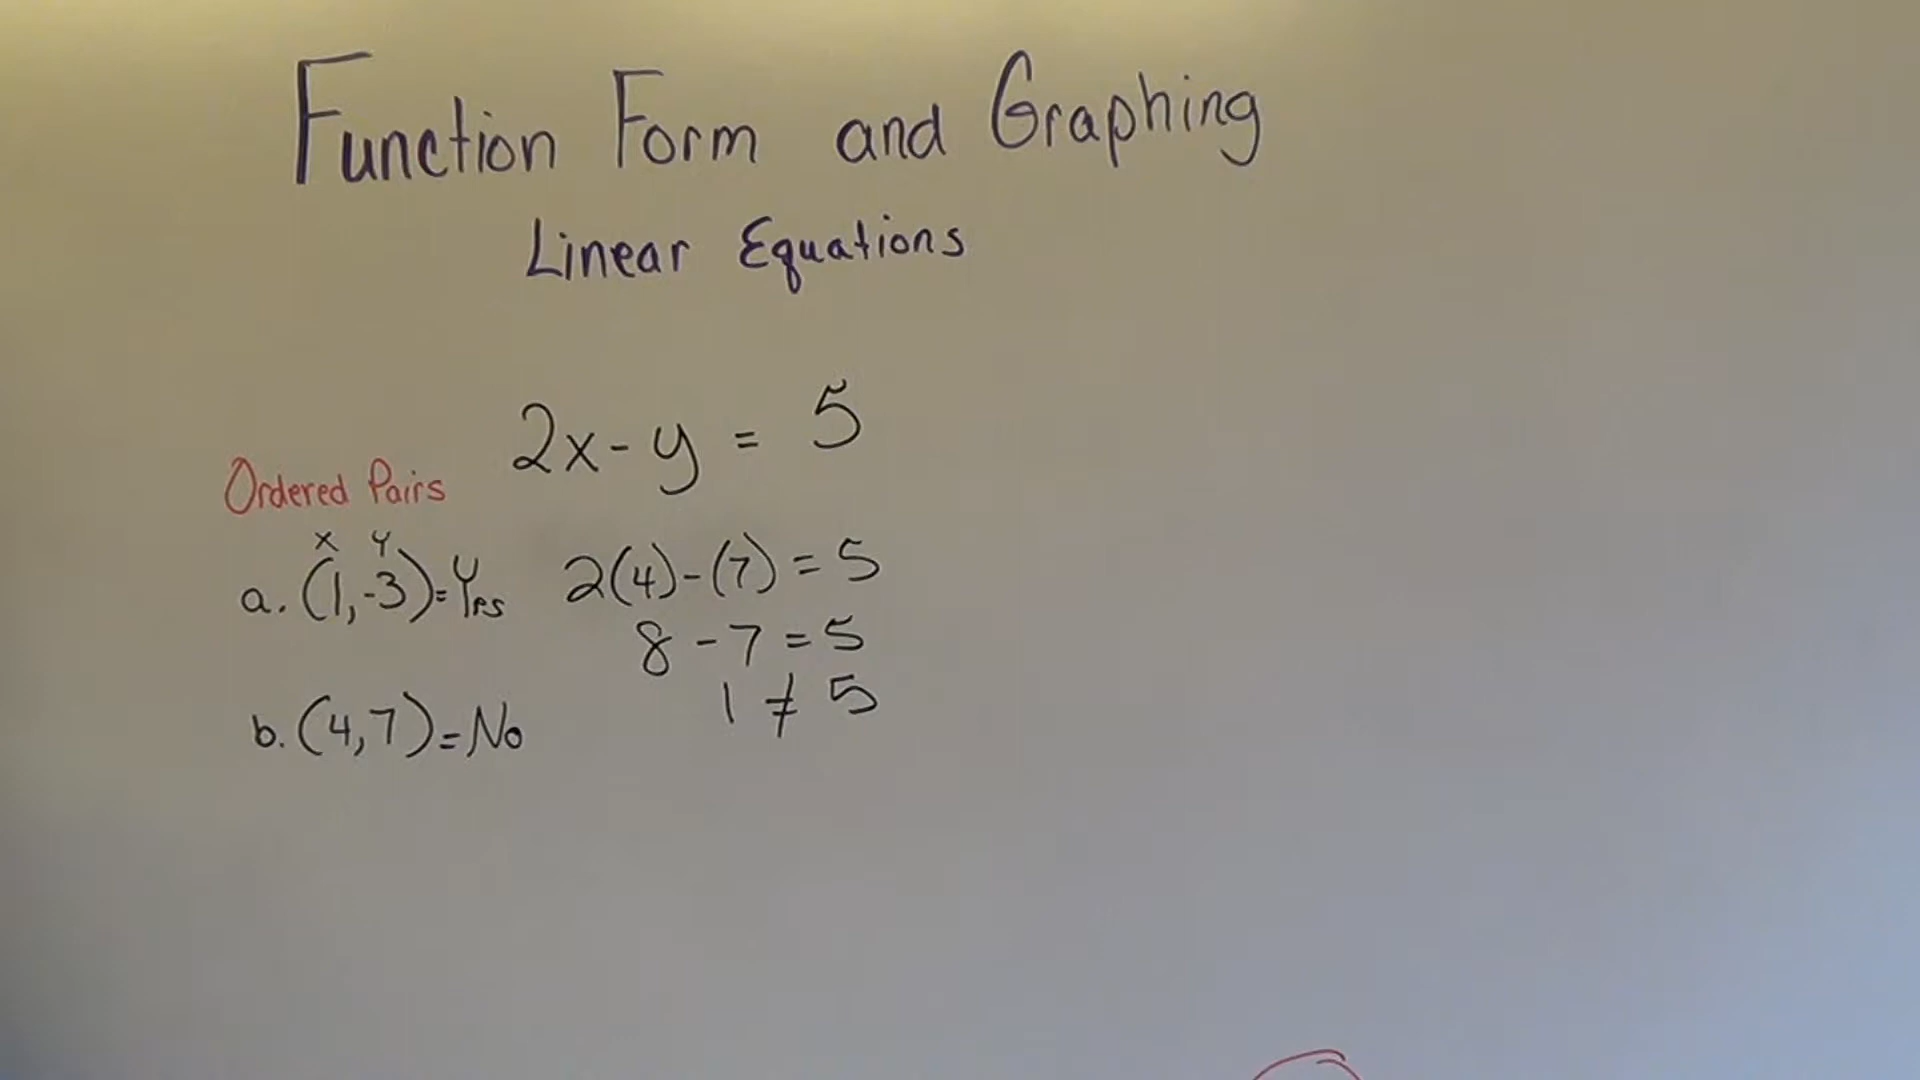 Function Form and Graphing
Linear Equations
2x - y = 5
Ordered Pairs
x y
a. (1, -3) = Yes
2(4) - (7) = 5
8 - 7 = 5
1 ≠ 5
b. (4, 7) = No